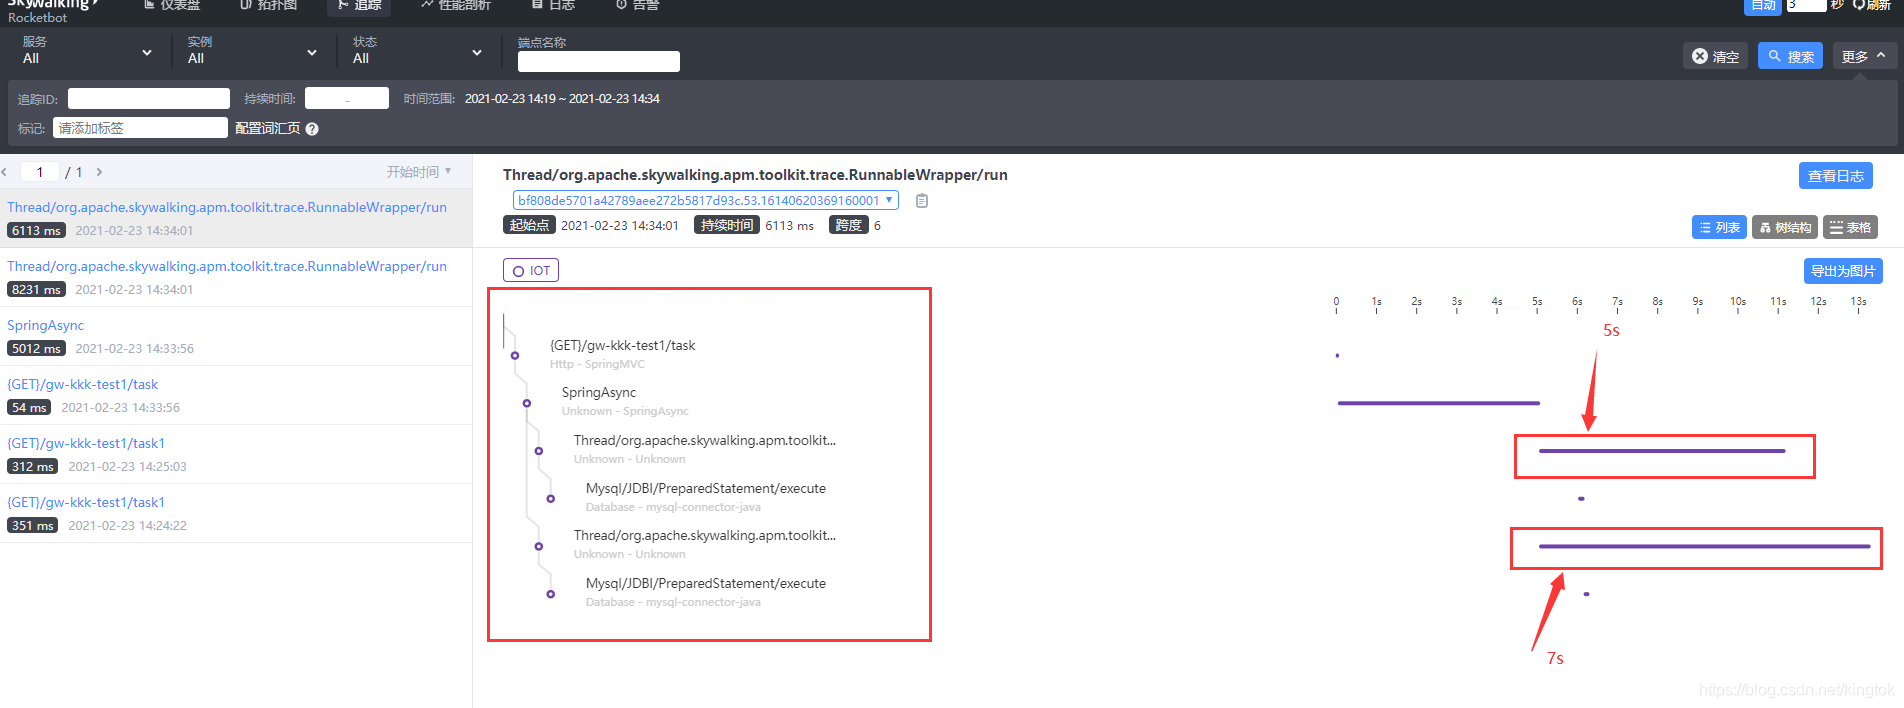 Skywalking
Rocketbot
仪表盘
拓扑图
追踪
性能剖析
日志
告警
自动
3
秒
刷新
服务
All
实例
All
状态
All
端点名称
清空
搜索
更多
追踪ID:
持续时间:
-
时间范围: 2021-02-23 14:19 ~ 2021-02-23 14:34
标记:
请添加标签
配置词汇页 ?
1 / 1
开始时间
Thread/org.apache.skywalking.apm.toolkit.trace.RunnableWrapper/run
6113 ms 2021-02-23 14:34:01
Thread/org.apache.skywalking.apm.toolkit.trace.RunnableWrapper/run
8231 ms 2021-02-23 14:34:01
SpringAsync
5012 ms 2021-02-23 14:33:56
{GET}/gw-kkk-test1/task
54 ms 2021-02-23 14:33:56
{GET}/gw-kkk-test1/task1
312 ms 2021-02-23 14:25:03
{GET}/gw-kkk-test1/task1
351 ms 2021-02-23 14:24:22
Thread/org.apache.skywalking.apm.toolkit.trace.RunnableWrapper/run
查看日志
bf808de5701a42789aee272b5817d93c.53.16140620369160001
起始点 2021-02-23 14:34:01 持续时间 6113 ms 跨度 6
列表
树结构
表格
IOT
导出为图片
0 1s 2s 3s 4s 5s 6s 7s 8s 9s 10s 11s 12s 13s
5s
{GET}/gw-kkk-test1/task
Http - SpringMVC
SpringAsync
Unknown - SpringAsync
Thread/org.apache.skywalking.apm.toolkit...
Unknown - Unknown
Mysql/JDBI/PreparedStatement/execute
Database - mysql-connector-java
Thread/org.apache.skywalking.apm.toolkit...
Unknown - Unknown
Mysql/JDBI/PreparedStatement/execute
Database - mysql-connector-java
7s
https://blog.csdn.net/kingtok